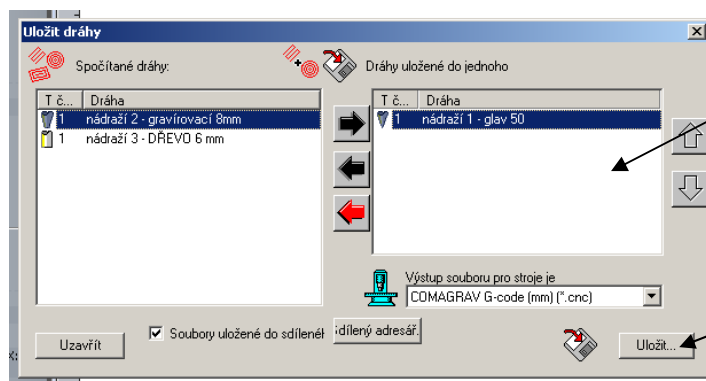 Uložit dráhy
Spočítané dráhy:
Dráhy uložené do jednoho
T č... Dráha
1 nádraží 2 - gravírovací 8mm
1 nádraží 3 - DŘEVO 6 mm
T č... Dráha
1 nádraží 1 - glav 50
Výstup souboru pro stroje je
COMAGRAV G-code (mm) (*.cnc)
Uzavřít
Soubory uložené do sdílené
dílený adresář.
Uložit...